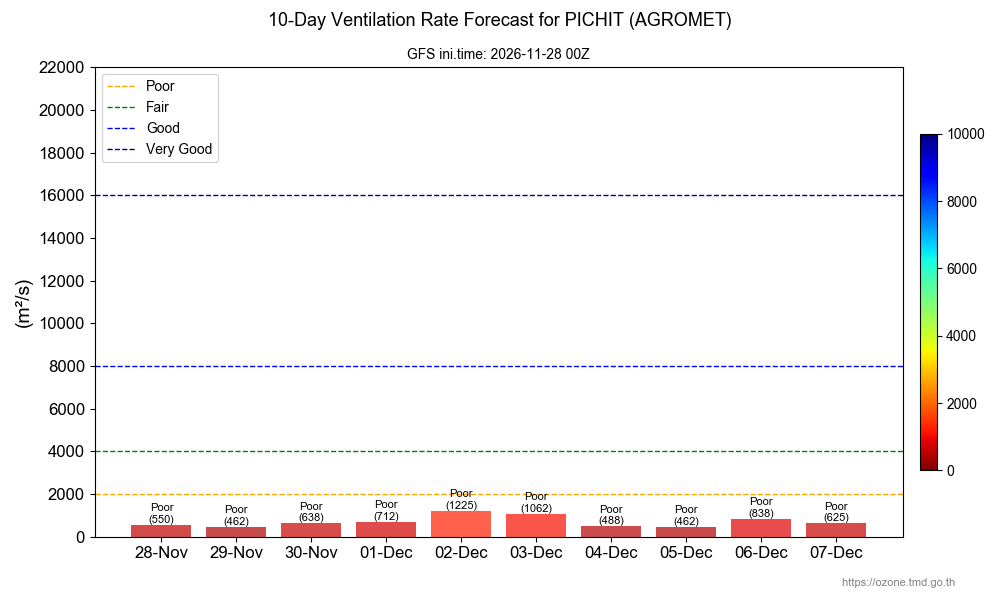 10-Day Ventilation Rate Forecast for PICHIT (AGROMET)
GFS ini.time: 2026-11-28 00Z
(m²/s)
22000
20000
18000
16000
14000
12000
10000
8000
6000
4000
2000
0
Poor
Fair
Good
Very Good
Poor
(550)
Poor
(462)
Poor
(638)
Poor
(712)
Poor
(1225)
Poor
(1062)
Poor
(488)
Poor
(462)
Poor
(838)
Poor
(625)
28-Nov
29-Nov
30-Nov
01-Dec
02-Dec
03-Dec
04-Dec
05-Dec
06-Dec
07-Dec
10000
8000
6000
4000
2000
0
https://ozone.tmd.go.th